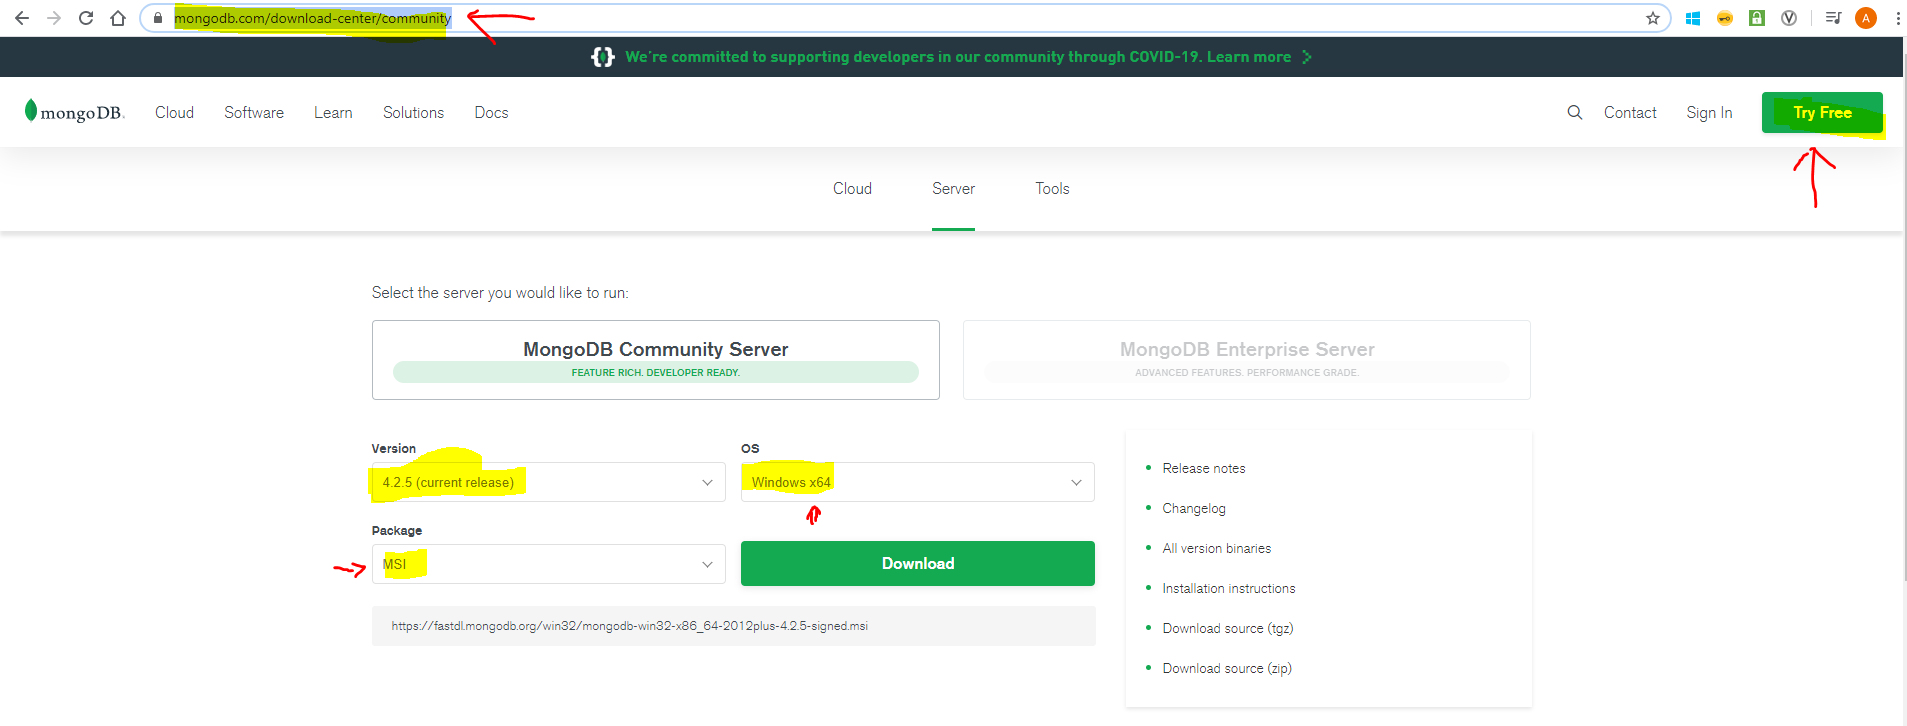 mongodb.com/download-center/community
A
We're committed to supporting developers in our community through COVID-19. Learn more
mongoDB.
Cloud
Software
Learn
Solutions
Docs
Contact
Sign In
Try Free
Cloud
Server
Tools
Select the server you would like to run:
MongoDB Community Server
FEATURE RICH. DEVELOPER READY.
MongoDB Enterprise Server
ADVANCED FEATURES. PERFORMANCE GRADE.
Version
4.2.5 (current release)
OS
Windows x64
Package
MSI
Download
https://fastdl.mongodb.org/win32/mongodb-win32-x86_64-2012plus-4.2.5-signed.msi
Release notes
Changelog
All version binaries
Installation instructions
Download source (tgz)
Download source (zip)